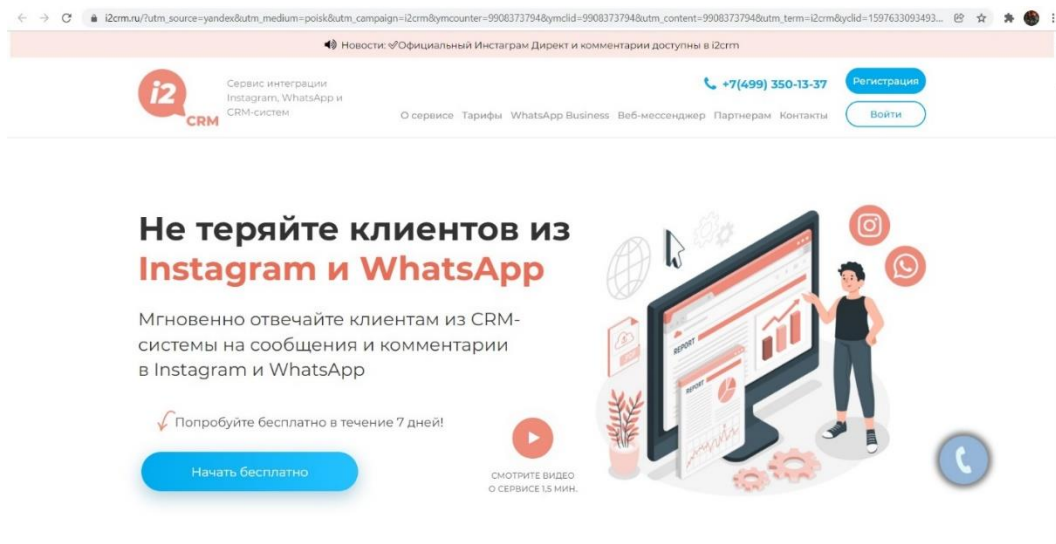 i2crm.ru/?utm_source=yandex&utm_medium=poisk&utm_campaign=i2crm&ymcounter=9908373794&ymclid=9908373794&utm_content=9908373794&utm_term=i2crm&yclid=1597633093493...
Новости: ✅Официальный Инстаграм Директ и комментарии доступны в i2crm
i2
CRM
Сервис интеграции
Instagram, WhatsApp и
CRM-систем
+7(499) 350-13-37
Регистрация
О сервисе Тарифы WhatsApp Business Веб-мессенджер Партнерам Контакты
Войти
Не теряйте клиентов из
Instagram и WhatsApp
Мгновенно отвечайте клиентам из CRM-
системы на сообщения и комментарии
в Instagram и WhatsApp
Попробуйте бесплатно в течение 7 дней!
Начать бесплатно
СМОТРИТЕ ВИДЕО
О СЕРВИСЕ 1,5 МИН.
REPORT
REPORT
PDF